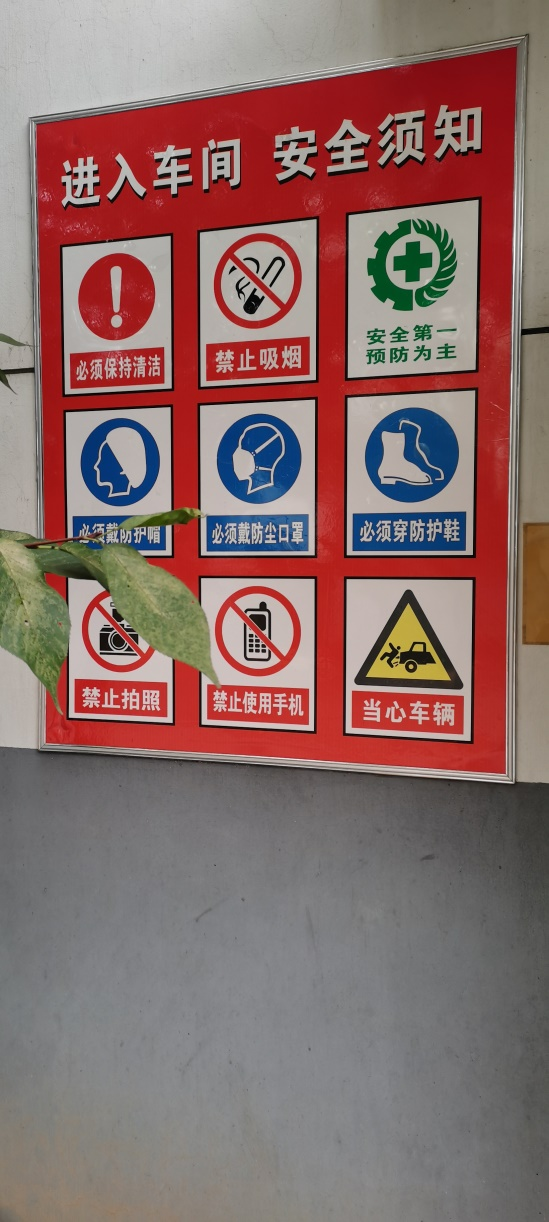 进入车间 安全须知
必须保持清洁
禁止吸烟
安全第一
预防为主
必须戴防护帽
必须戴防尘口罩
必须穿防护鞋
禁止拍照
禁止使用手机
当心车辆